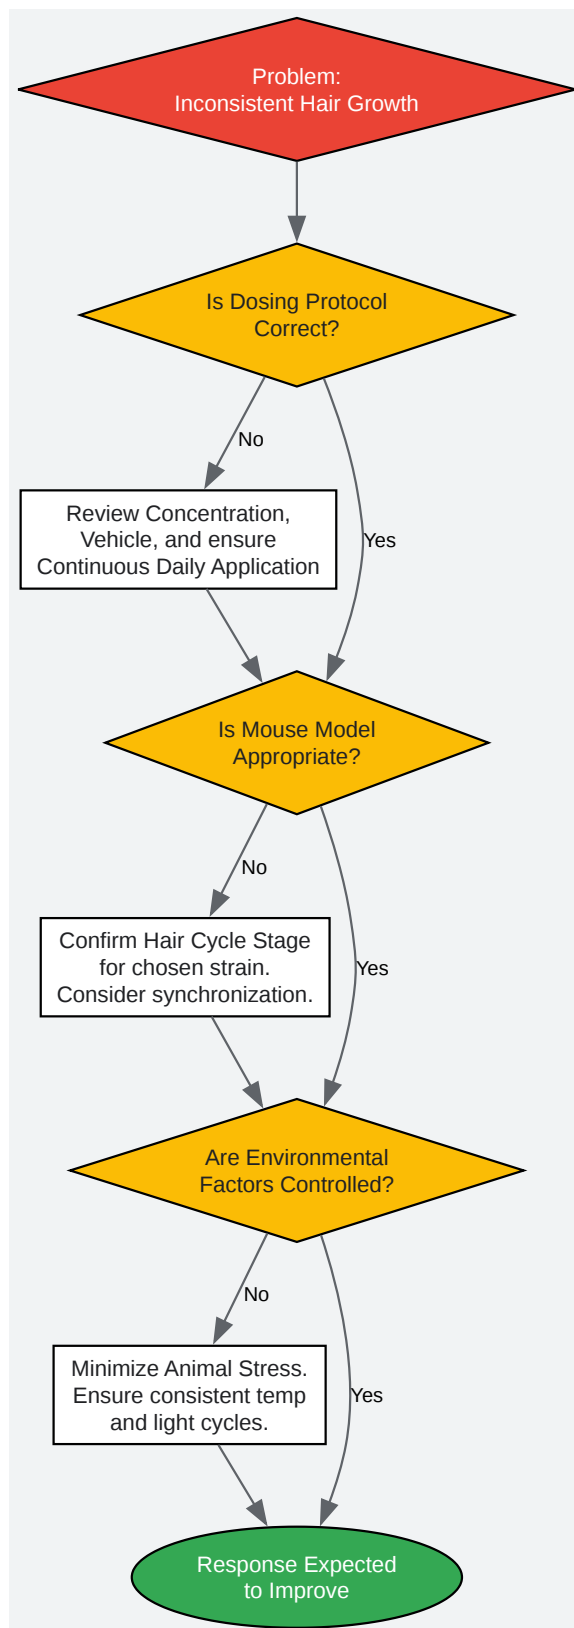 Problem:
Inconsistent Hair Growth
Is Dosing Protocol
Correct?
No
Review Concentration,
Vehicle, and ensure
Continuous Daily Application
Yes
Is Mouse Model
Appropriate?
No
Confirm Hair Cycle Stage
for chosen strain.
Consider synchronization.
Yes
Are Environmental
Factors Controlled?
No
Minimize Animal Stress.
Ensure consistent temp
and light cycles.
Yes
Response Expected
to Improve